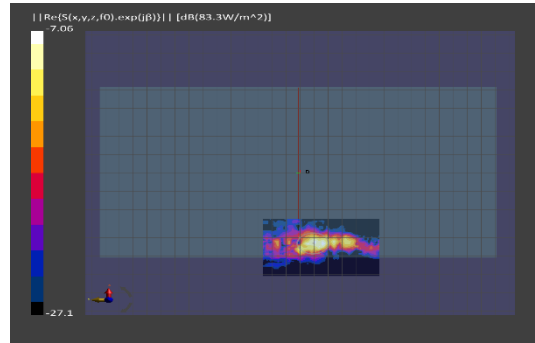 ||Re{S(x,y,z,f0).exp(jβ)}|| [dB(83.3W/m^2)]
-7.06
n
-27.1